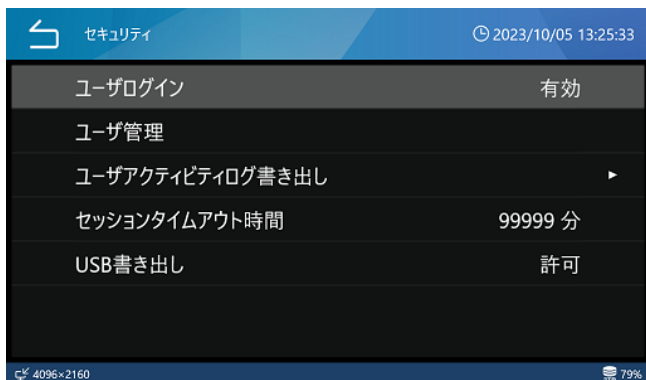 セキュリティ 2023/10/05 13:25:33
ユーザログイン 有効
ユーザ管理
ユーザアクティビティログ書き出し
セッションタイムアウト時間 99999 分
USB書き出し 許可
4096×2160 79%